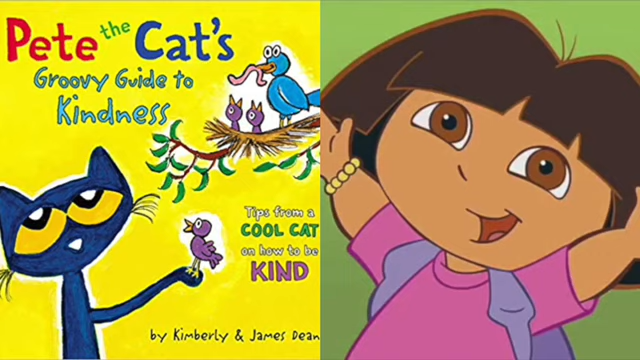 Pete the Cat's
Groovy Guide to
Kindness
Tips from a
COOL CAT
on how to be
KIND
by Kimberly & James Dean